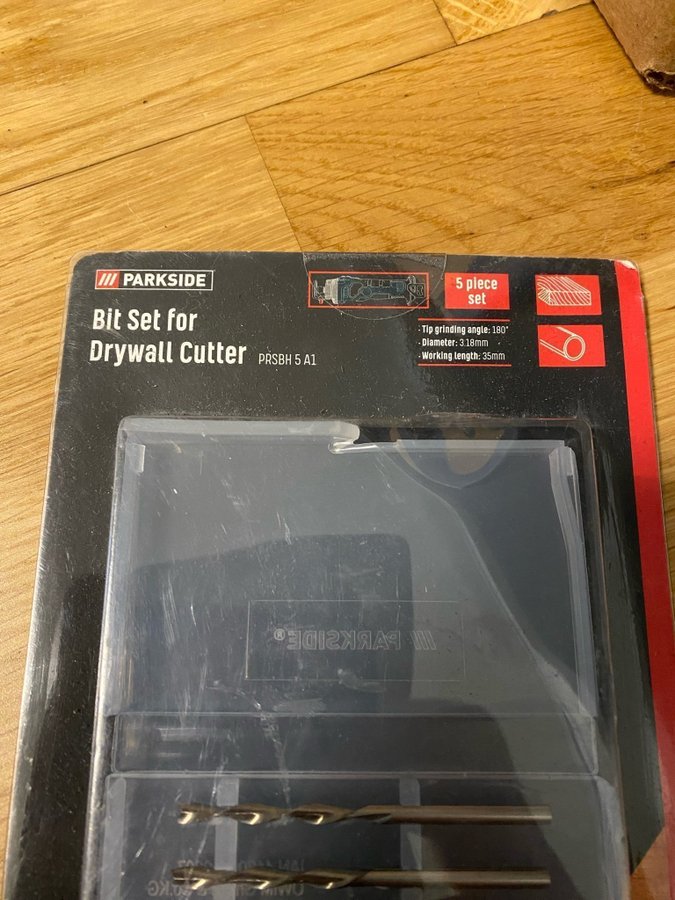 /// PARKSIDE
5 piece
set
Bit Set for
Drywall Cutter PRSBH 5 A1
· Tip grinding angle: 180°
· Diameter: 3.18mm
· Working length: 35mm
/// PARKSIDE®